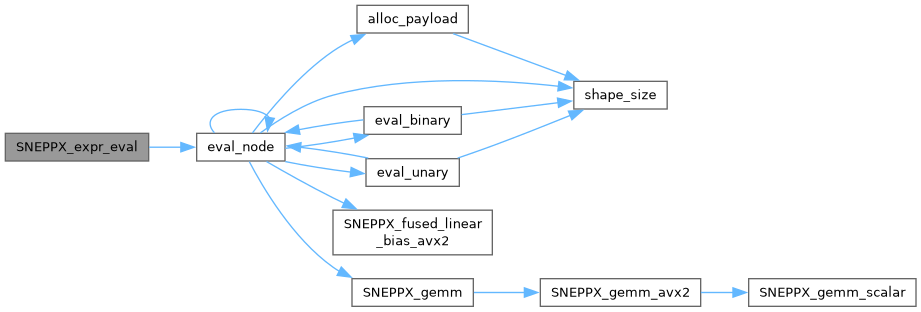 alloc_payload
shape_size
eval_binary
SNEPPX_expr_eval
eval_node
eval_unary
SNEPPX_fused_linear
_bias_avx2
SNEPPX_gemm
SNEPPX_gemm_avx2
SNEPPX_gemm_scalar